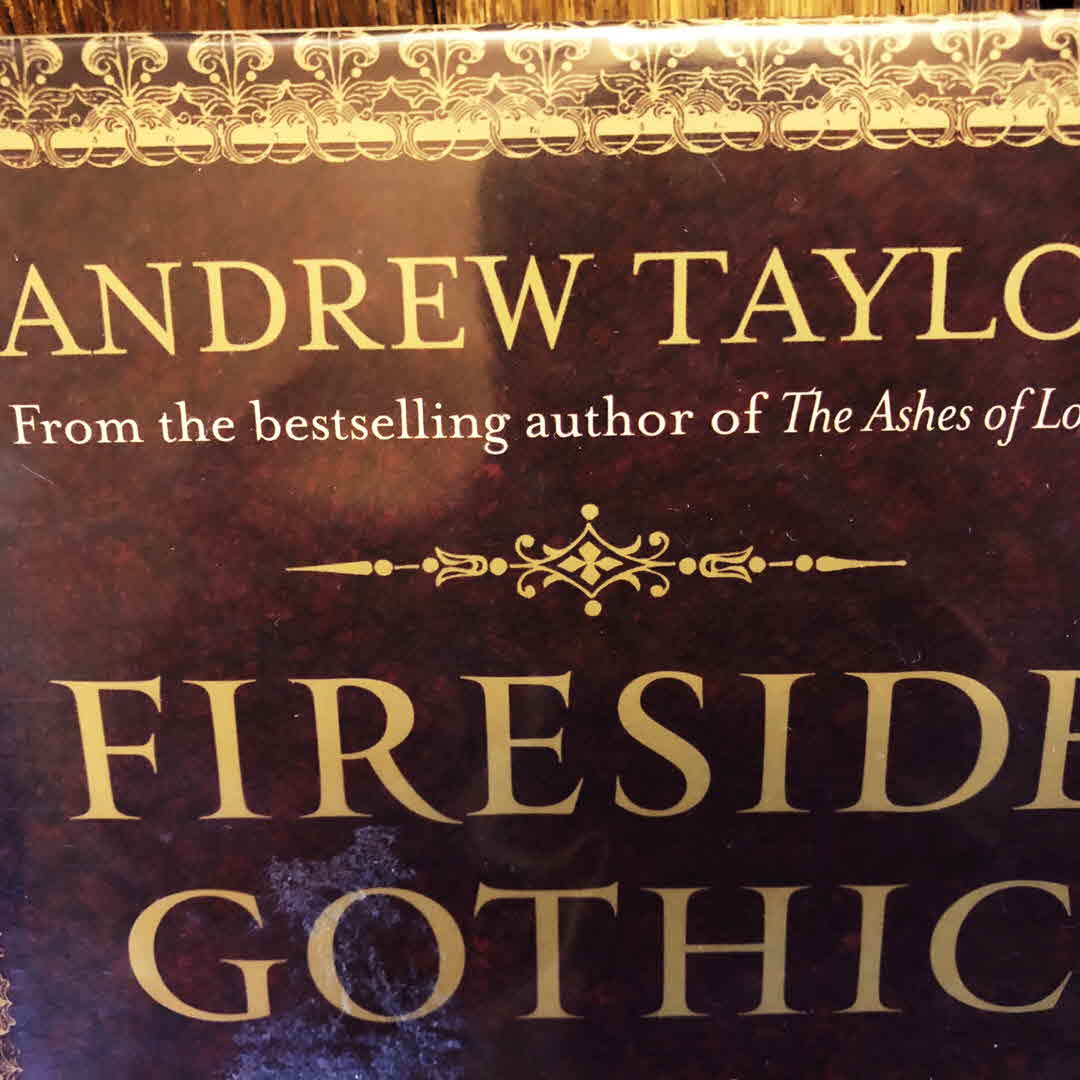 ANDREW TAYLO
From the bestselling author of The Ashes of Lo
FIRESIDE
GOTHIC